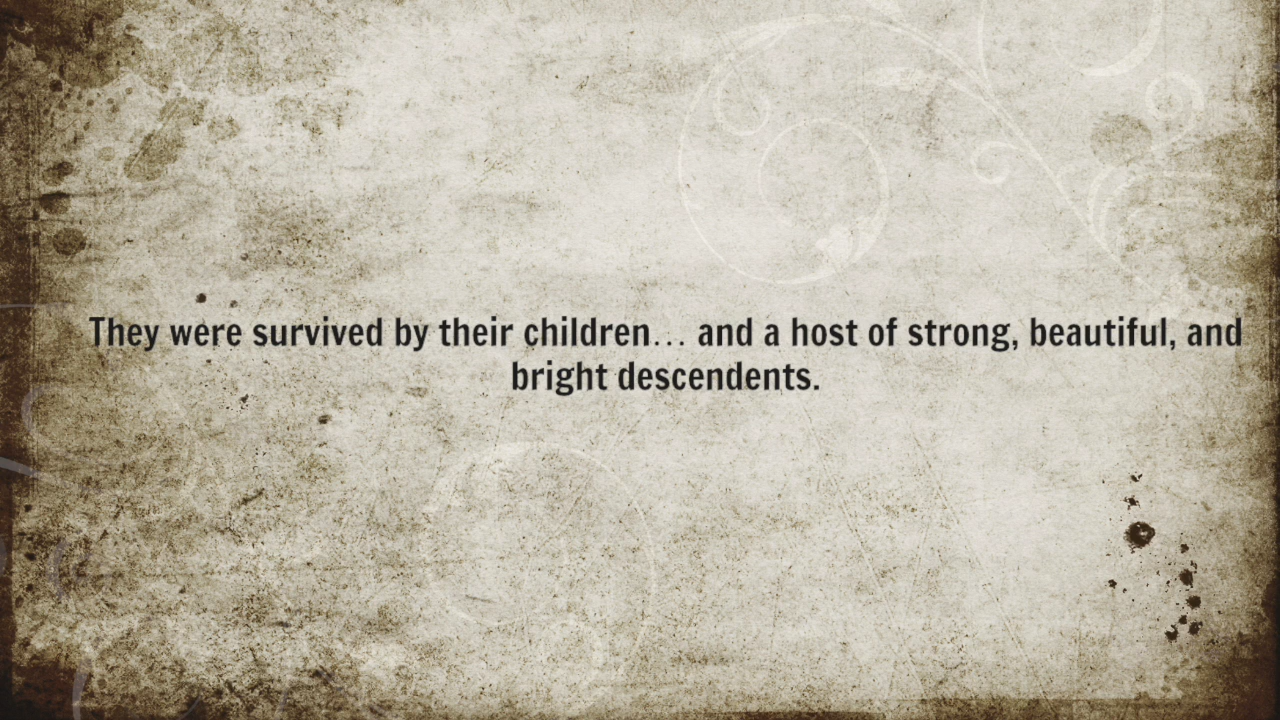 They were survived by their children… and a host of strong, beautiful, and
bright descendents.